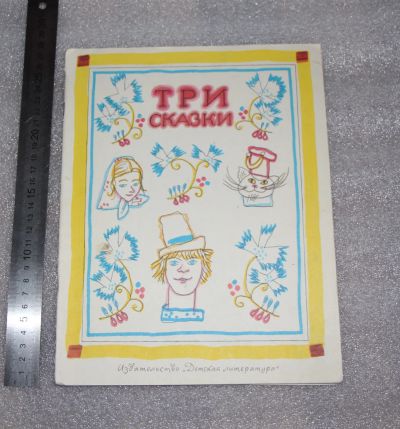 ТРИ
СКАЗКИ
Издательство „Детская литература"